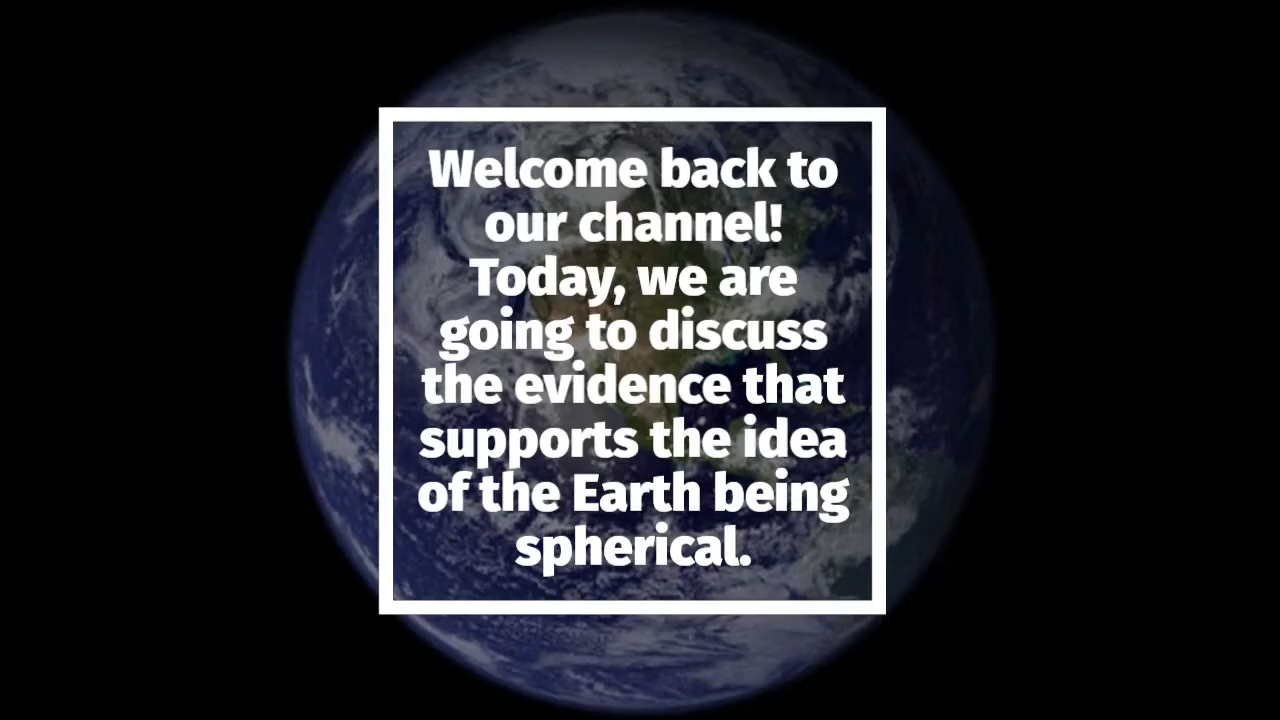 Welcome back to
our channel!
Today, we are
going to discuss
the evidence that
supports the idea
of the Earth being
spherical.